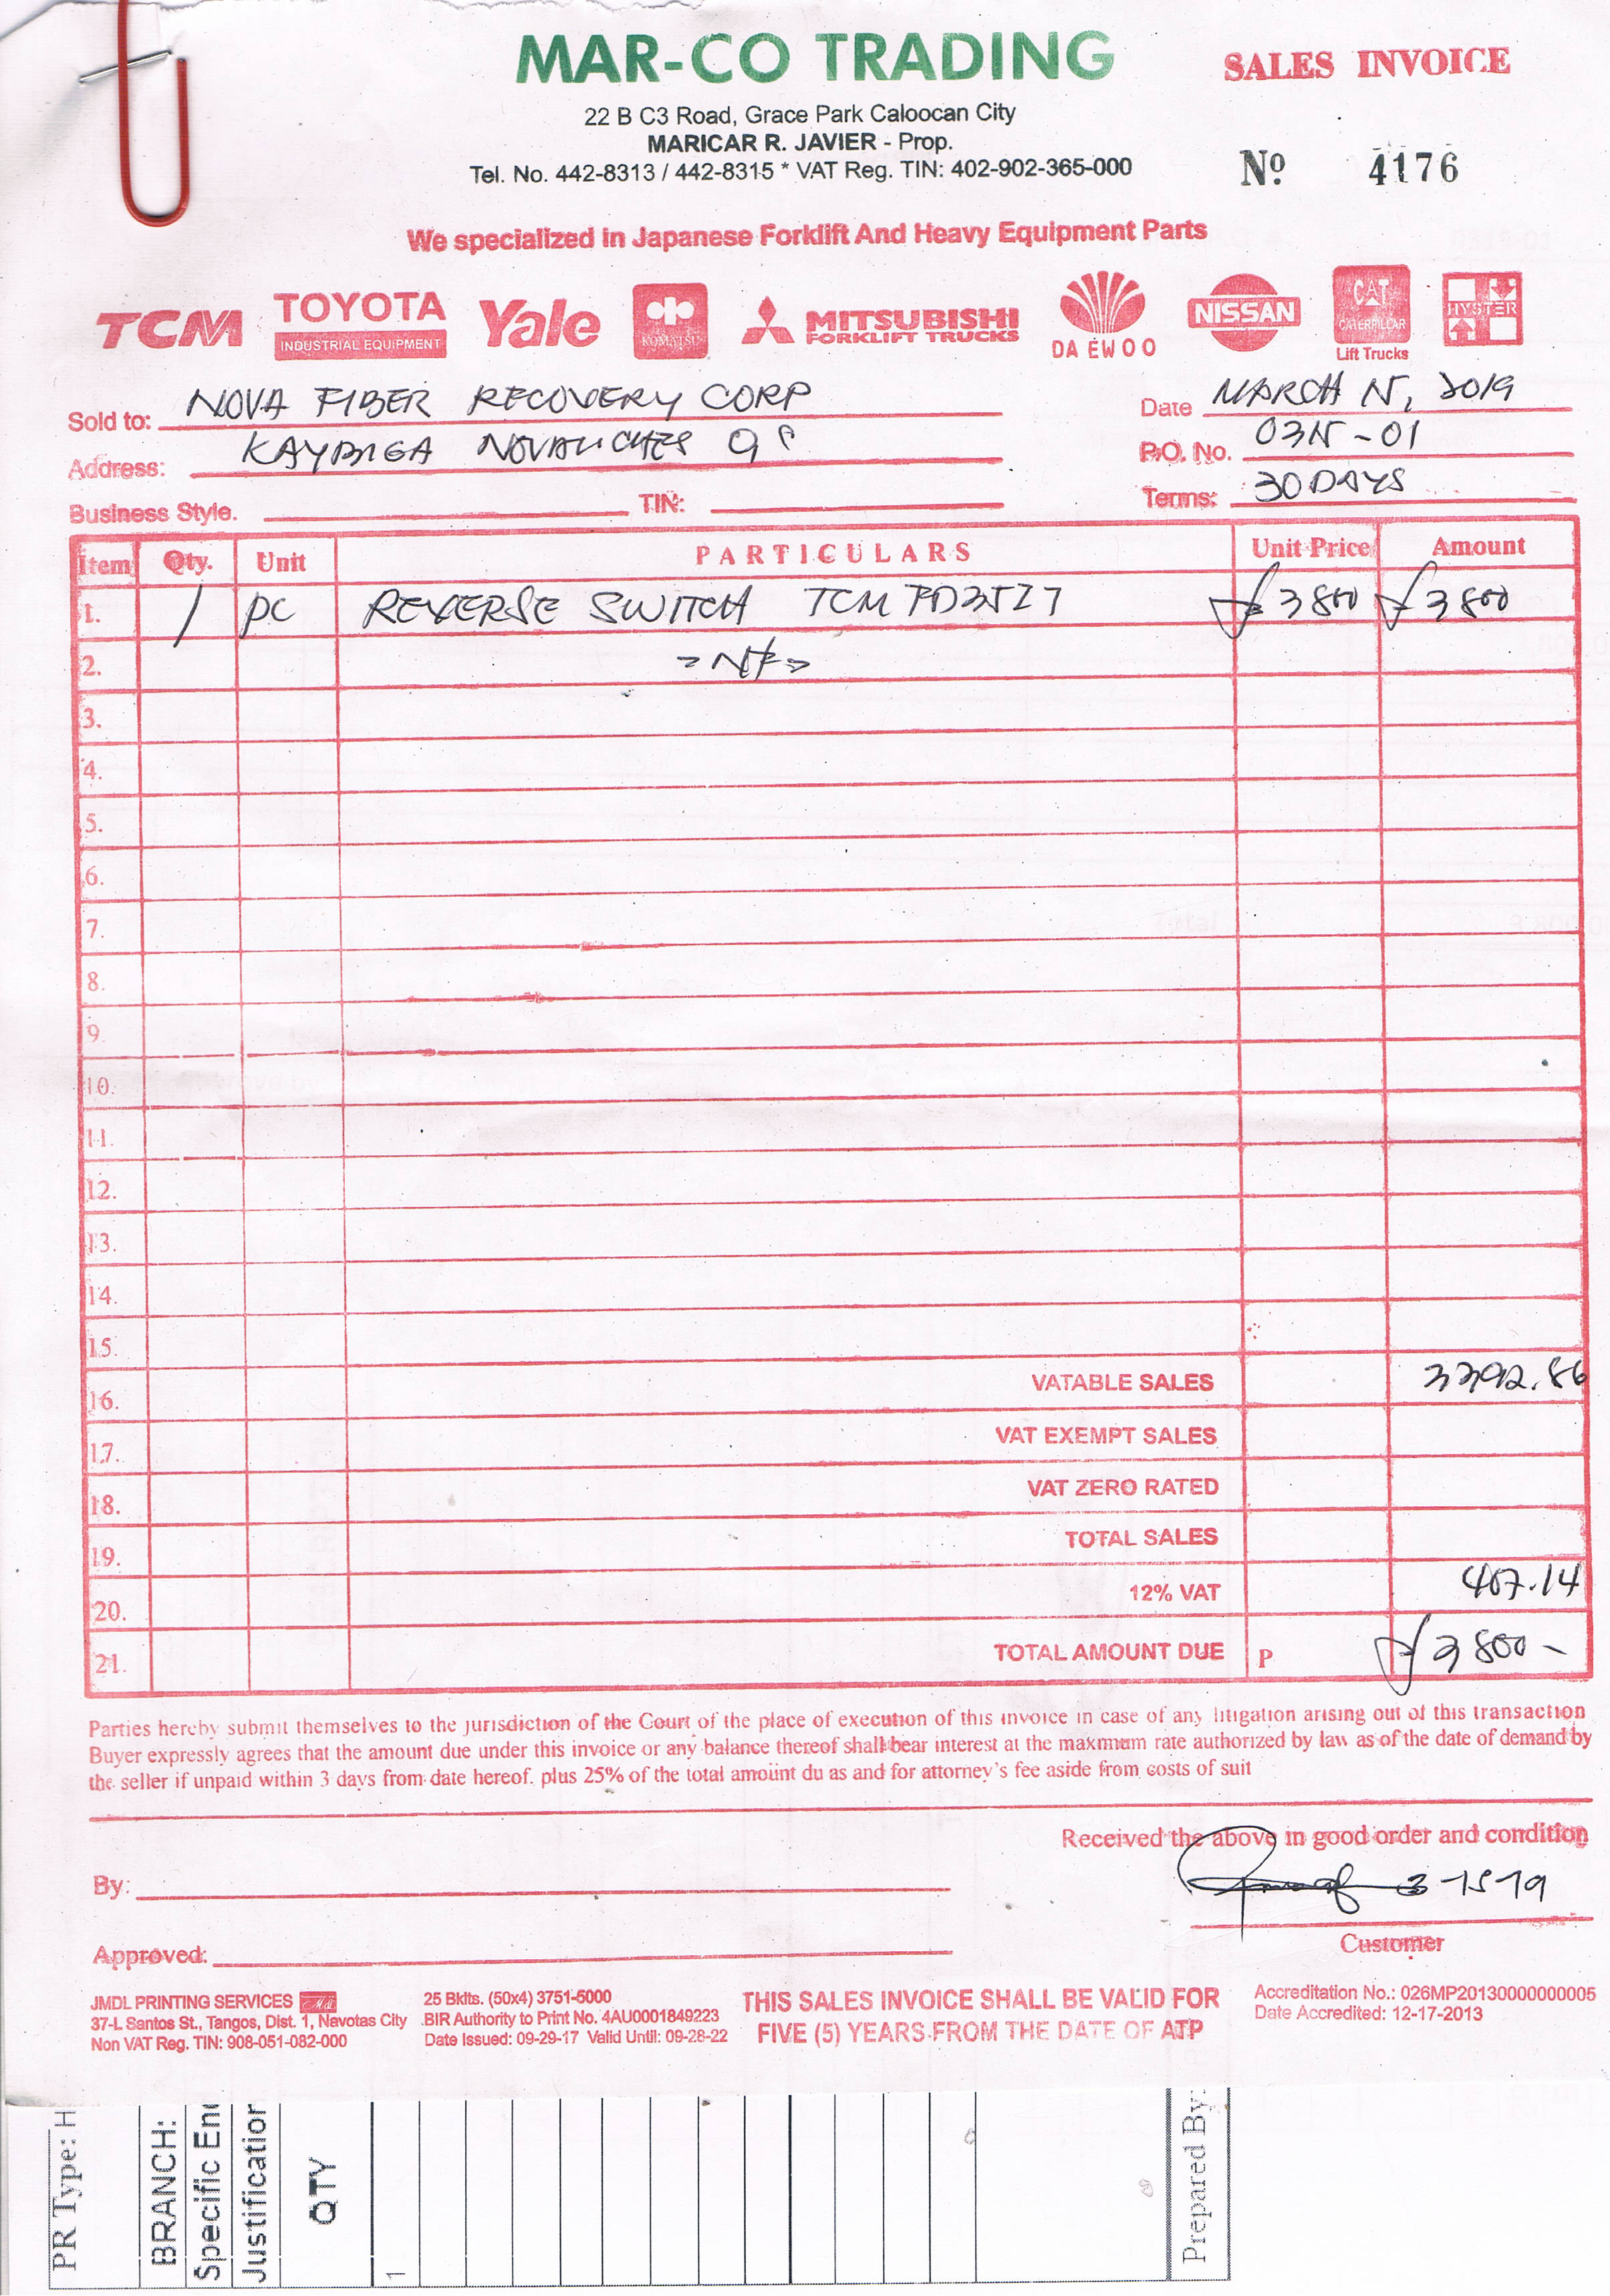 MAR-CO TRADING
SALES INVOICE
22 B C3 Road, Grace Park Caloocan City
MARICAR R. JAVIER - Prop.
Tel. No. 442-8313 / 442-8315 * VAT Reg. TIN: 402-902-365-000
Nº 4176
We specialized in Japanese Forklift And Heavy Equipment Parts
TCM TOYOTA INDUSTRIAL EQUIPMENT Yale KOMATSU MITSUBISHI FORKLIFT TRUCKS DAEWOO NISSAN CAT CATERPILLAR Lift Trucks HYSTER
Sold to: NOVA FIBER RECOVERY CORP
Date MARCH 15, 2019
Address: KAYBIGA NOVALICHES
P.O. No. 0315-01
Business Style. TIN:
Terms: 30 DAYS
Item Qty. Unit PARTICULARS Unit Price Amount
1. 1 pc REVERSE SWITCH TCM FD35Z7 3800 3800
2.
3.
4.
5.
6.
7.
8.
9.
10.
11.
12.
13.
14.
15.
16. VATABLE SALES 3392.86
17. VAT EXEMPT SALES
18. VAT ZERO RATED
19. TOTAL SALES
20. 12% VAT 407.14
21. TOTAL AMOUNT DUE P 3800-
Parties hereby submit themselves to the jurisdiction of the Court of the place of execution of this invoice in case of any litigation arising out of this transaction
Buyer expressly agrees that the amount due under this invoice or any balance thereof shall bear interest at the maxmum rate authorized by law as of the date of demand by
the seller if unpaid within 3 days from date hereof. plus 25% of the total amount du as and for attorney's fee aside from costs of suit
Received the above in good order and condition
By:
3-15-19
Approved:
Customer
JMDL PRINTING SERVICES
37-L Santos St., Tangos, Dist. 1, Navotas City
Non VAT Reg. TIN: 908-051-082-000
25 Bklts. (50x4) 3751-5000
BIR Authority to Print No. 4AU0001849223
Date Issued: 09-29-17 Valid Until: 09-28-22
THIS SALES INVOICE SHALL BE VALID FOR
FIVE (5) YEARS FROM THE DATE OF ATP
Accreditation No.: 026MP20130000000005
Date Accredited: 12-17-2013
PR Type: H
BRANCH:
Specific En
Justification
QTY
1
Prepared By: